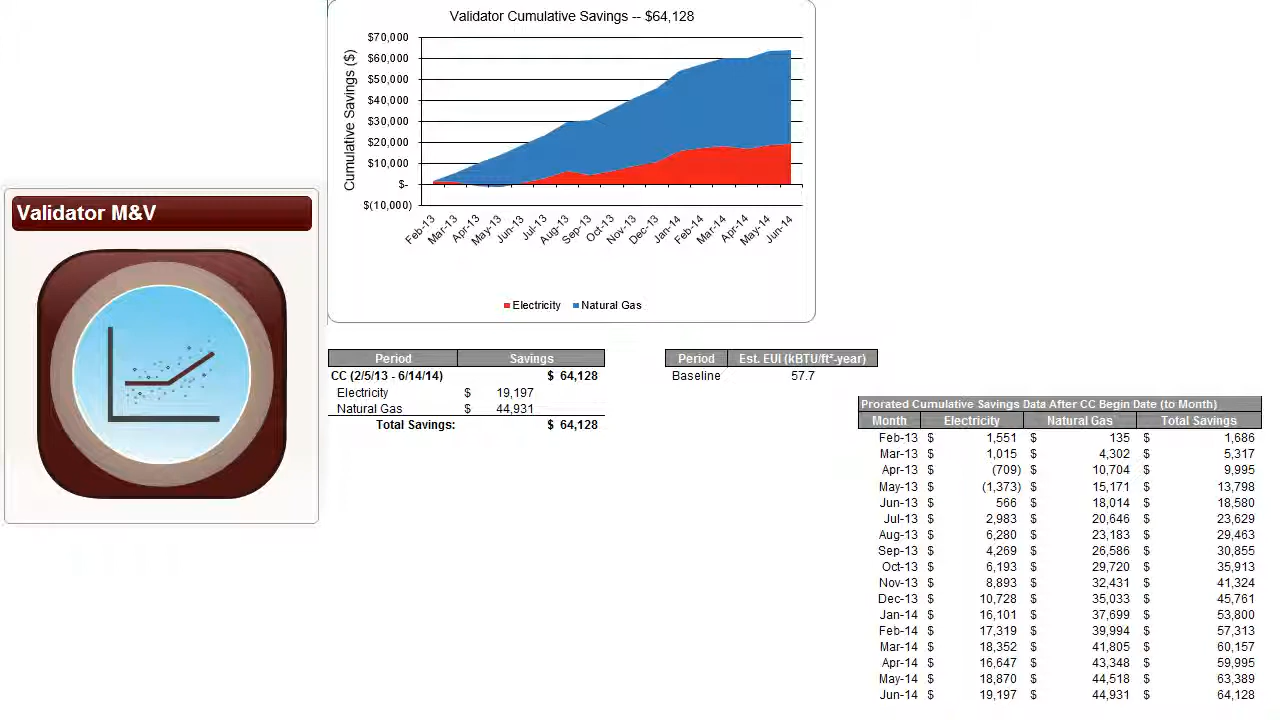 Validator Cumulative Savings -- $64,128
Cumulative Savings ($)
$70,000
$60,000
$50,000
$40,000
$30,000
$20,000
$10,000
$-
$(10,000)
Feb-13 Mar-13 Apr-13 May-13 Jun-13 Jul-13 Aug-13 Sep-13 Oct-13 Nov-13 Dec-13 Jan-14 Feb-14 Mar-14 Apr-14 May-14 Jun-14
Electricity Natural Gas
Validator M&V
Period Savings
CC (2/5/13 - 6/14/14) $ 64,128
Electricity $ 19,197
Natural Gas $ 44,931
Total Savings: $ 64,128
Period Est. EUI (kBTU/ft²-year)
Baseline 57.7
Prorated Cumulative Savings Data After CC Begin Date (to Month)
Month Electricity Natural Gas Total Savings
Feb-13 $ 1,551 $ 135 $ 1,686
Mar-13 $ 1,015 $ 4,302 $ 5,317
Apr-13 $ (709) $ 10,704 $ 9,995
May-13 $ (1,373) $ 15,171 $ 13,798
Jun-13 $ 566 $ 18,014 $ 18,580
Jul-13 $ 2,983 $ 20,646 $ 23,629
Aug-13 $ 6,280 $ 23,183 $ 29,463
Sep-13 $ 4,269 $ 26,586 $ 30,855
Oct-13 $ 6,193 $ 29,720 $ 35,913
Nov-13 $ 8,893 $ 32,431 $ 41,324
Dec-13 $ 10,728 $ 35,033 $ 45,761
Jan-14 $ 16,101 $ 37,699 $ 53,800
Feb-14 $ 17,319 $ 39,994 $ 57,313
Mar-14 $ 18,352 $ 41,805 $ 60,157
Apr-14 $ 16,647 $ 43,348 $ 59,995
May-14 $ 18,870 $ 44,518 $ 63,389
Jun-14 $ 19,197 $ 44,931 $ 64,128